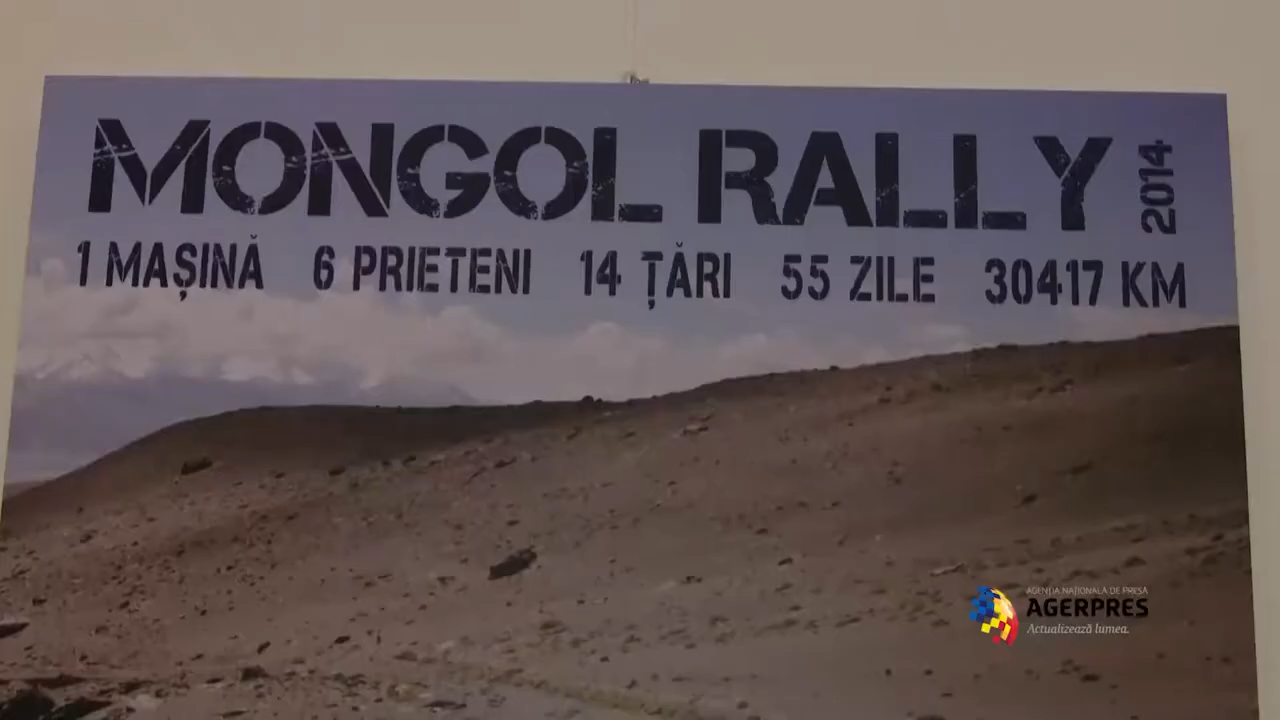 MONGOL RALLY 2014
1 MAȘINĂ 6 PRIETENI 14 ȚĂRI 55 ZILE 30417 KM
AGENȚIA NAȚIONALĂ DE PRESĂ
AGERPRES
Actualizează lumea.